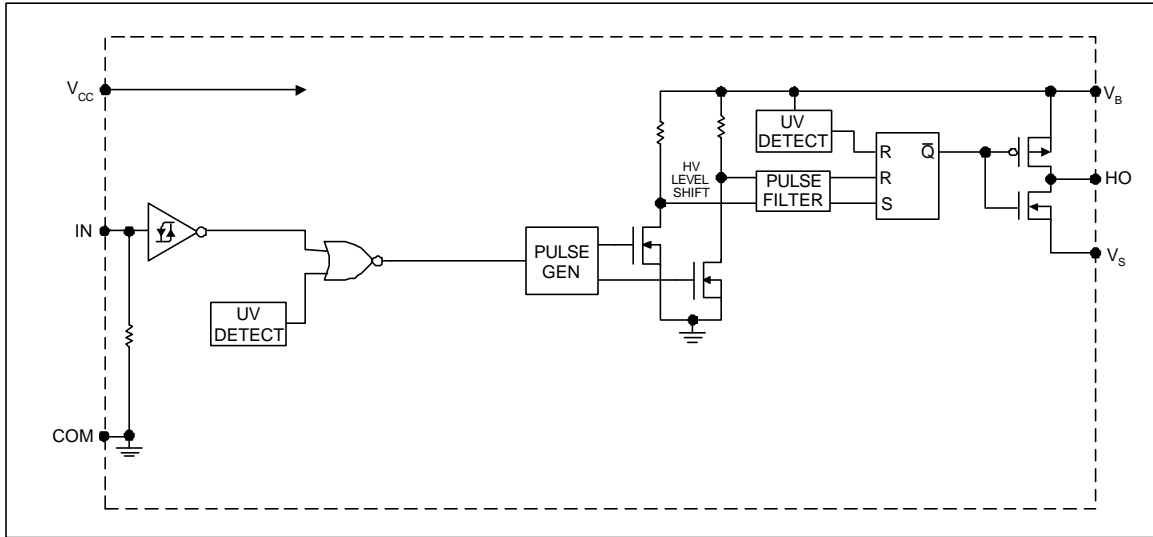 V_CC
V_B
UV
DETECT
R
Q̅
HV
LEVEL
SHIFT
PULSE
FILTER
R
S
HO
IN
PULSE
GEN
V_S
UV
DETECT
COM